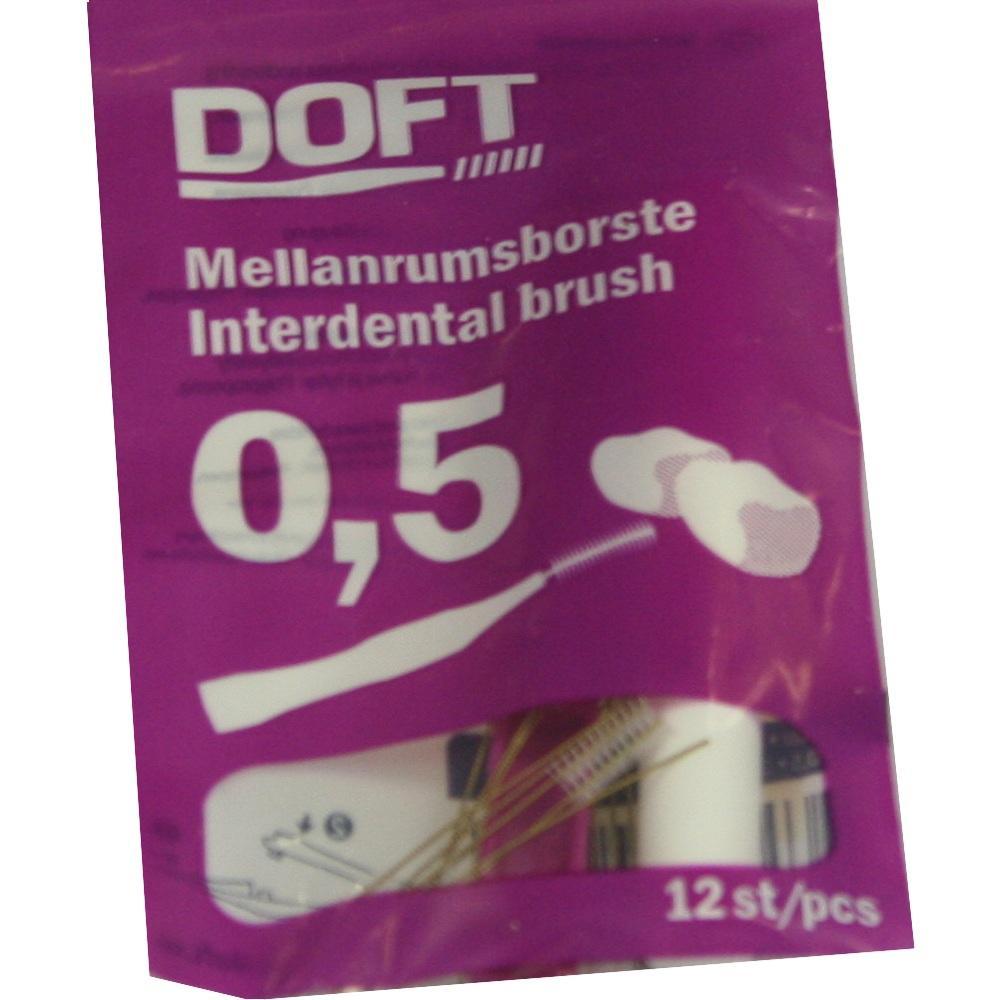 DOFT
Mellanrumsborste
Interdental brush
0,5
12 st/pcs